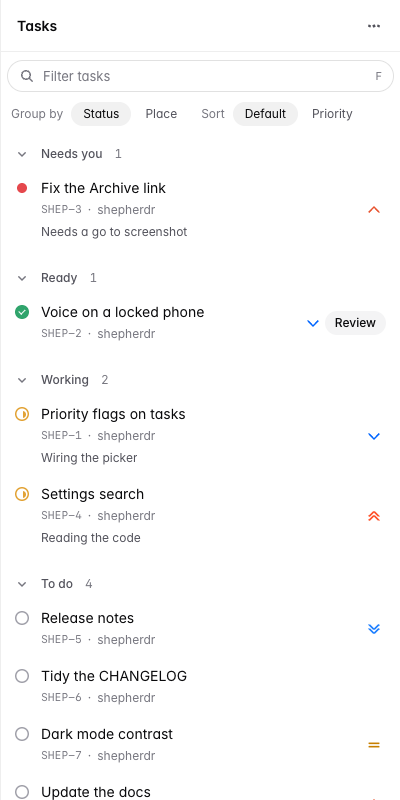 Tasks
Filter tasks F
Group by Status Place Sort Default Priority
Needs you 1
Fix the Archive link
SHEP-3 · shepherdr
Needs a go to screenshot
Ready 1
Voice on a locked phone
SHEP-2 · shepherdr
Review
Working 2
Priority flags on tasks
SHEP-1 · shepherdr
Wiring the picker
Settings search
SHEP-4 · shepherdr
Reading the code
To do 4
Release notes
SHEP-5 · shepherdr
Tidy the CHANGELOG
SHEP-6 · shepherdr
Dark mode contrast
SHEP-7 · shepherdr
Update the docs